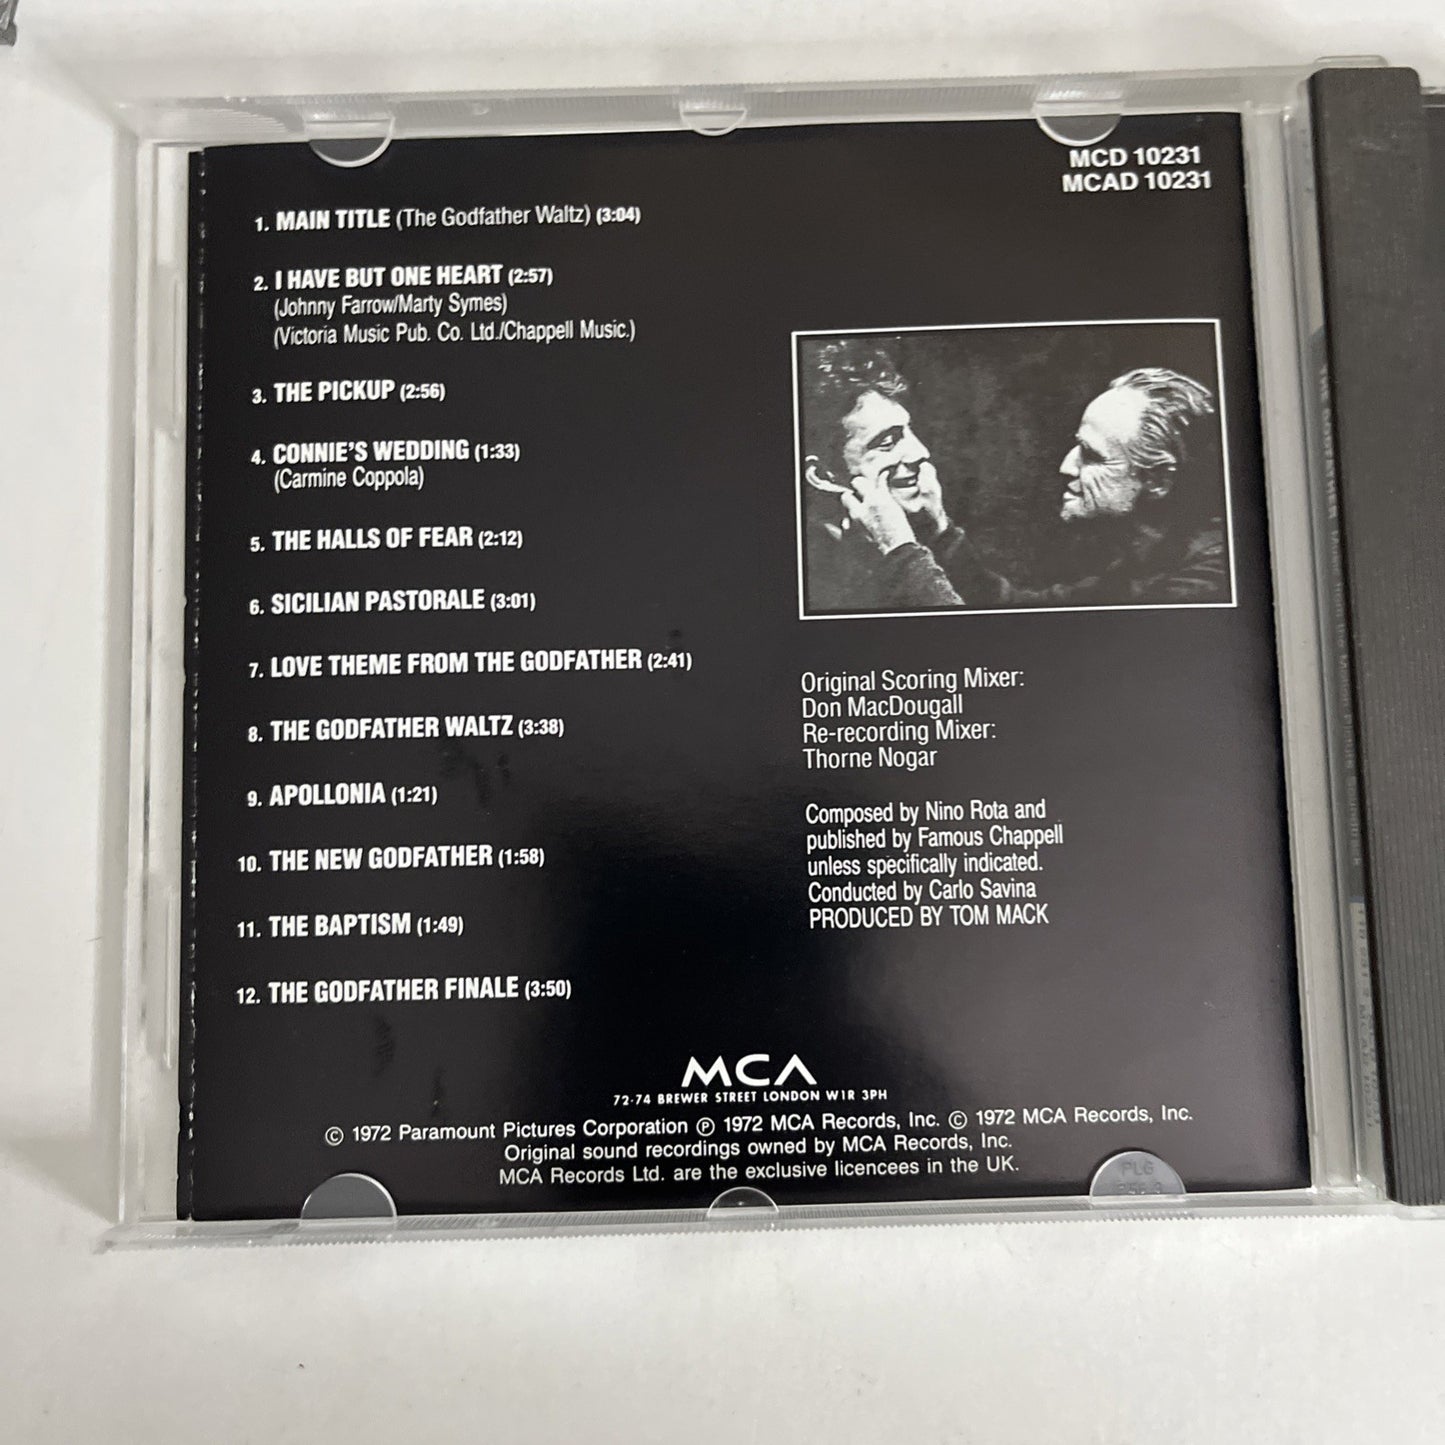 MCD 10231
MCAD 10231
1. MAIN TITLE (The Godfather Waltz) (3:04)
2. I HAVE BUT ONE HEART (2:57)
(Johnny Farrow/Marty Symes)
(Victoria Music Pub. Co. Ltd./Chappell Music.)
3. THE PICKUP (2:56)
4. CONNIE'S WEDDING (1:33)
(Carmine Coppola)
5. THE HALLS OF FEAR (2:12)
6. SICILIAN PASTORALE (3:01)
7. LOVE THEME FROM THE GODFATHER (2:41)
8. THE GODFATHER WALTZ (3:38)
9. APOLLONIA (1:21)
10. THE NEW GODFATHER (1:58)
11. THE BAPTISM (1:49)
12. THE GODFATHER FINALE (3:50)
Original Scoring Mixer:
Don MacDougall
Re-recording Mixer:
Thorne Nogar
Composed by Nino Rota and
published by Famous Chappell
unless specifically indicated.
Conducted by Carlo Savina
PRODUCED BY TOM MACK
MCA
72-74 BREWER STREET LONDON W1R 3PH
© 1972 Paramount Pictures Corporation ℗ 1972 MCA Records, Inc. © 1972 MCA Records, Inc.
Original sound recordings owned by MCA Records, Inc.
MCA Records Ltd. are the exclusive licencees in the UK.
PLG